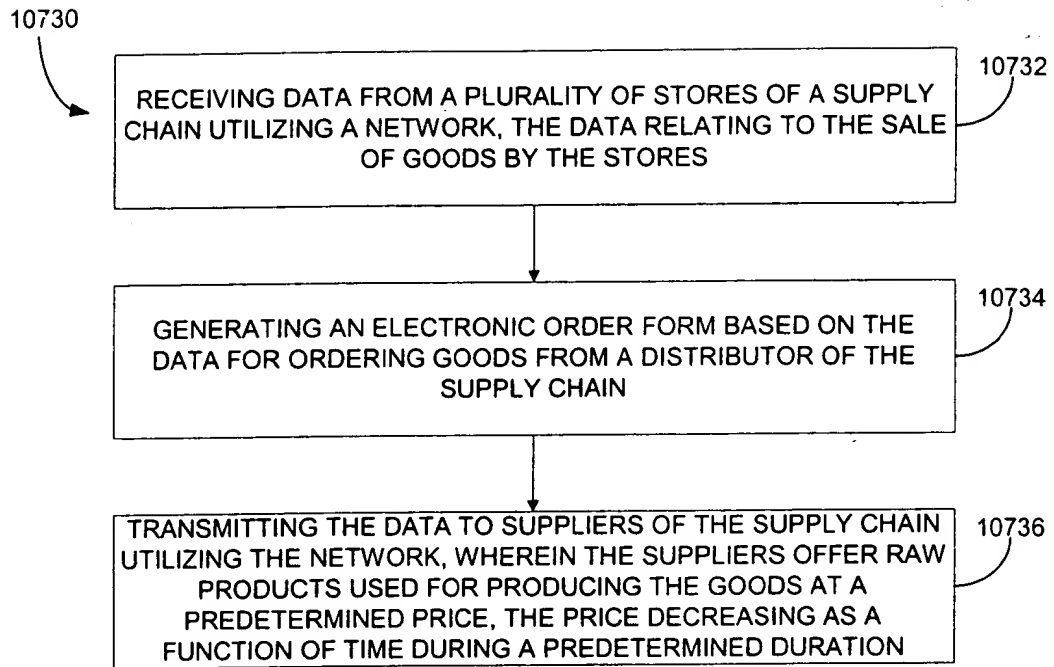 10730
10732
RECEIVING DATA FROM A PLURALITY OF STORES OF A SUPPLY
CHAIN UTILIZING A NETWORK, THE DATA RELATING TO THE SALE
OF GOODS BY THE STORES
10734
GENERATING AN ELECTRONIC ORDER FORM BASED ON THE
DATA FOR ORDERING GOODS FROM A DISTRIBUTOR OF THE
SUPPLY CHAIN
10736
TRANSMITTING THE DATA TO SUPPLIERS OF THE SUPPLY CHAIN
UTILIZING THE NETWORK, WHEREIN THE SUPPLIERS OFFER RAW
PRODUCTS USED FOR PRODUCING THE GOODS AT A
PREDETERMINED PRICE, THE PRICE DECREASING AS A
FUNCTION OF TIME DURING A PREDETERMINED DURATION